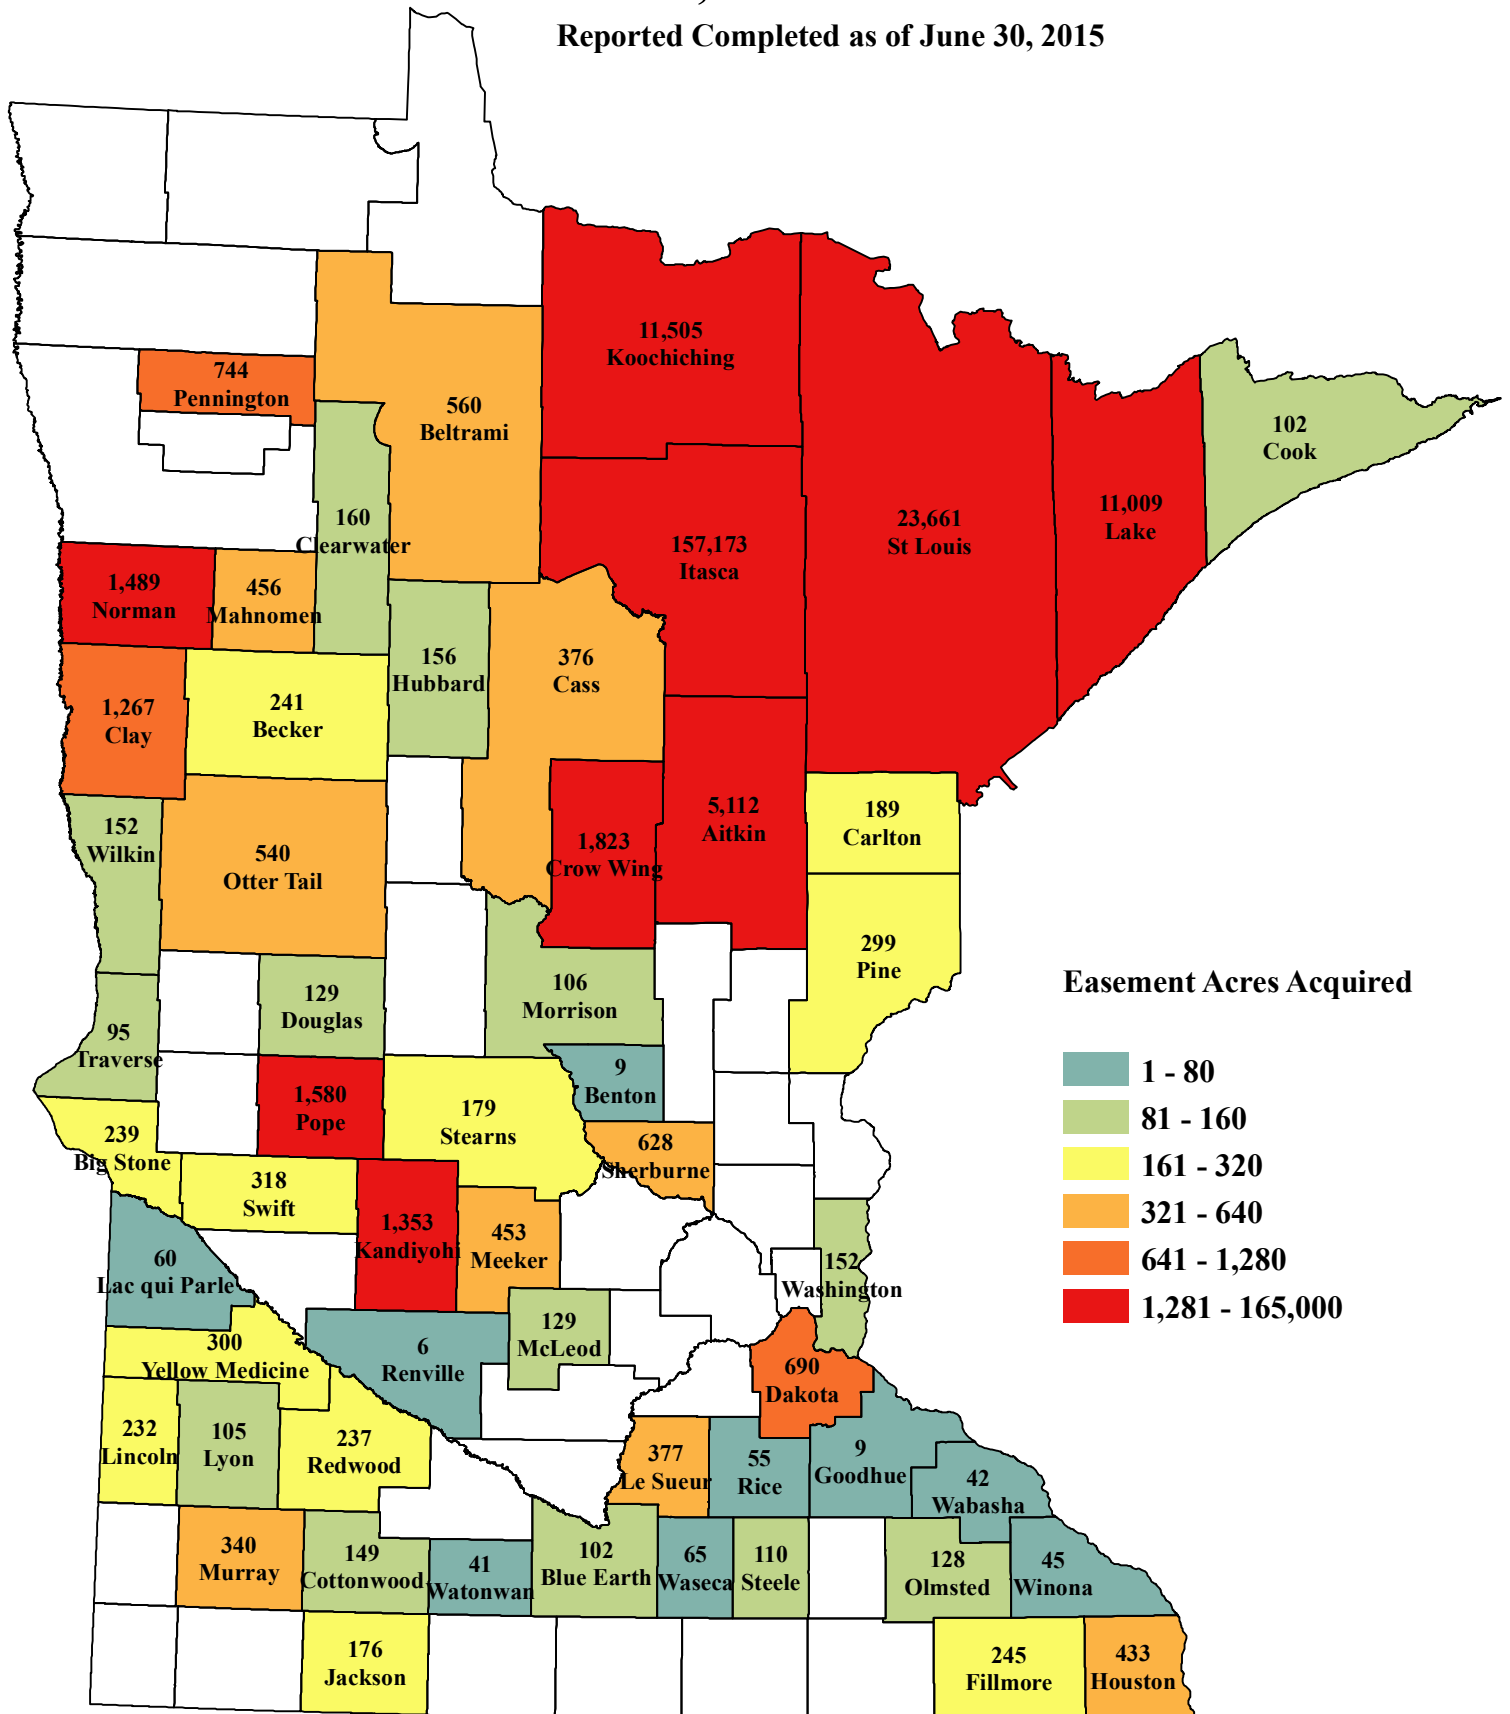 Reported Completed as of June 30, 2015
11,505
Koochiching
744
Pennington
560
Beltrami
102
Cook
160
Clearwater
23,661
St Louis
11,009
Lake
157,173
Itasca
1,489
Norman
456
Mahnomen
156
Hubbard
376
Cass
1,267
Clay
241
Becker
152
Wilkin
540
Otter Tail
1,823
Crow Wing
5,112
Aitkin
189
Carlton
299
Pine
129
Douglas
106
Morrison
95
Traverse
9
Benton
1,580
Pope
179
Stearns
239
Big Stone
628
Sherburne
318
Swift
1,353
Kandiyohi
453
Meeker
60
Lac qui Parle
152
Washington
300
Yellow Medicine
6
Renville
129
McLeod
690
Dakota
232
Lincoln
105
Lyon
237
Redwood
377
Le Sueur
55
Rice
9
Goodhue
42
Wabasha
340
Murray
149
Cottonwood
41
Watonwan
102
Blue Earth
65
Waseca
110
Steele
128
Olmsted
45
Winona
176
Jackson
245
Fillmore
433
Houston
Easement Acres Acquired
1 - 80
81 - 160
161 - 320
321 - 640
641 - 1,280
1,281 - 165,000